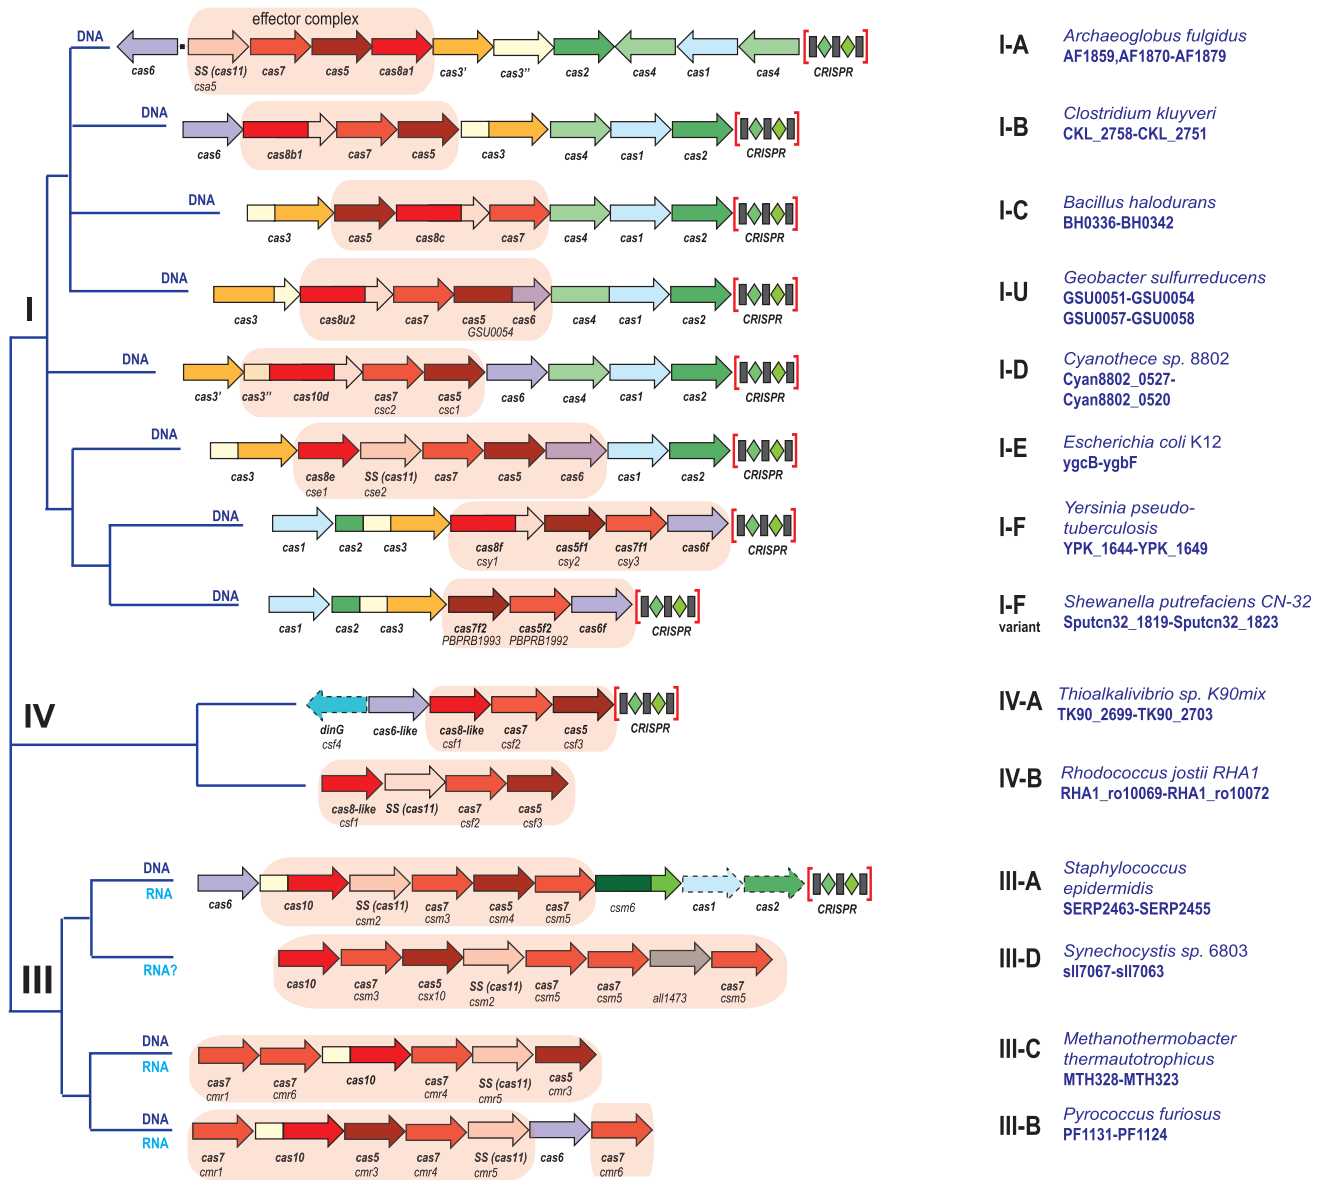 effector complex
DNA
cas6
SS (cas11)
csa5
cas7
cas5
cas8a1
cas3'
cas3''
cas2
cas4
cas1
cas4
CRISPR
I-A
Archaeoglobus fulgidus
AF1859,AF1870-AF1879
DNA
cas6
cas8b1
cas7
cas5
cas3
cas4
cas1
cas2
CRISPR
I-B
Clostridium kluyveri
CKL_2758-CKL_2751
DNA
cas3
cas5
cas8c
cas7
cas4
cas1
cas2
CRISPR
I-C
Bacillus halodurans
BH0336-BH0342
I
DNA
cas3
cas8u2
cas7
cas5
cas6
GSU0054
cas4
cas1
cas2
CRISPR
I-U
Geobacter sulfurreducens
GSU0051-GSU0054
GSU0057-GSU0058
DNA
cas3'
cas3''
cas10d
cas7
csc2
cas5
csc1
cas6
cas4
cas1
cas2
CRISPR
I-D
Cyanothece sp. 8802
Cyan8802_0527-
Cyan8802_0520
DNA
cas3
cas8e
cse1
SS (cas11)
cse2
cas7
cas5
cas6
cas1
cas2
CRISPR
I-E
Escherichia coli K12
ygcB-ygbF
DNA
cas1
cas2
cas3
cas8f
csy1
cas5f1
csy2
cas7f1
csy3
cas6f
CRISPR
I-F
Yersinia pseudo-
tuberculosis
YPK_1644-YPK_1649
DNA
cas1
cas2
cas3
cas7f2
PBPRB1993
cas5f2
PBPRB1992
cas6f
CRISPR
I-F
variant
Shewanella putrefaciens CN-32
Sputcn32_1819-Sputcn32_1823
IV
dinG
csf4
cas6-like
cas8-like
csf1
cas7
csf2
cas5
csf3
CRISPR
IV-A
Thioalkalivibrio sp. K90mix
TK90_2699-TK90_2703
cas8-like
csf1
SS (cas11)
cas7
csf2
cas5
csf3
IV-B
Rhodococcus jostii RHA1
RHA1_ro10069-RHA1_ro10072
III
DNA
RNA
cas6
cas10
SS (cas11)
csm2
cas7
csm3
cas5
csm4
cas7
csm5
csm6
cas1
cas2
CRISPR
III-A
Staphylococcus
epidermidis
SERP2463-SERP2455
RNA?
cas10
cas7
csm3
cas5
csx10
SS (cas11)
csm2
cas7
csm5
cas7
csm5
all1473
cas7
csm5
III-D
Synechocystis sp. 6803
sll7067-sll7063
DNA
RNA
cas7
cmr1
cas7
cmr6
cas10
cas7
cmr4
SS (cas11)
cmr5
cas5
cmr3
III-C
Methanothermobacter
thermautotrophicus
MTH328-MTH323
DNA
RNA
cas7
cmr1
cas10
cas5
cmr3
cas7
cmr4
SS (cas11)
cmr5
cas6
cas7
cmr6
III-B
Pyrococcus furiosus
PF1131-PF1124